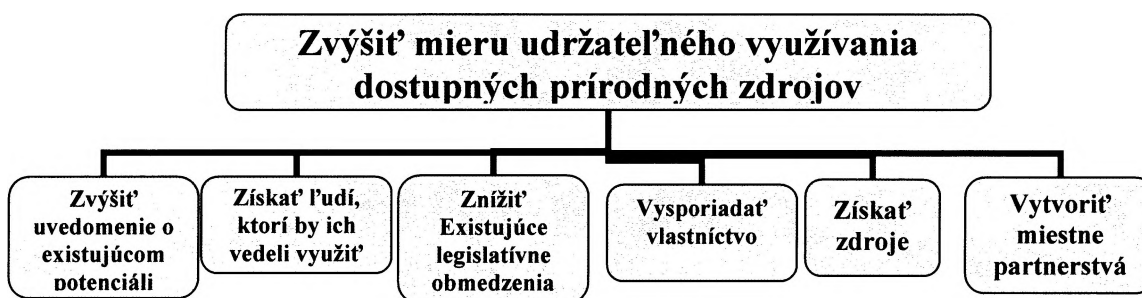 Zvýšiť mieru udržateľného využívania
dostupných prírodných zdrojov
Zvýšiť
uvedomenie o
existujúcom
potenciáli
Získať ľudí,
ktorí by ich
vedeli využiť
Znížiť
Existujúce
legislatívne
obmedzenia
Vysporiadať
vlastníctvo
Získať
zdroje
Vytvoriť
miestne
partnerstvá